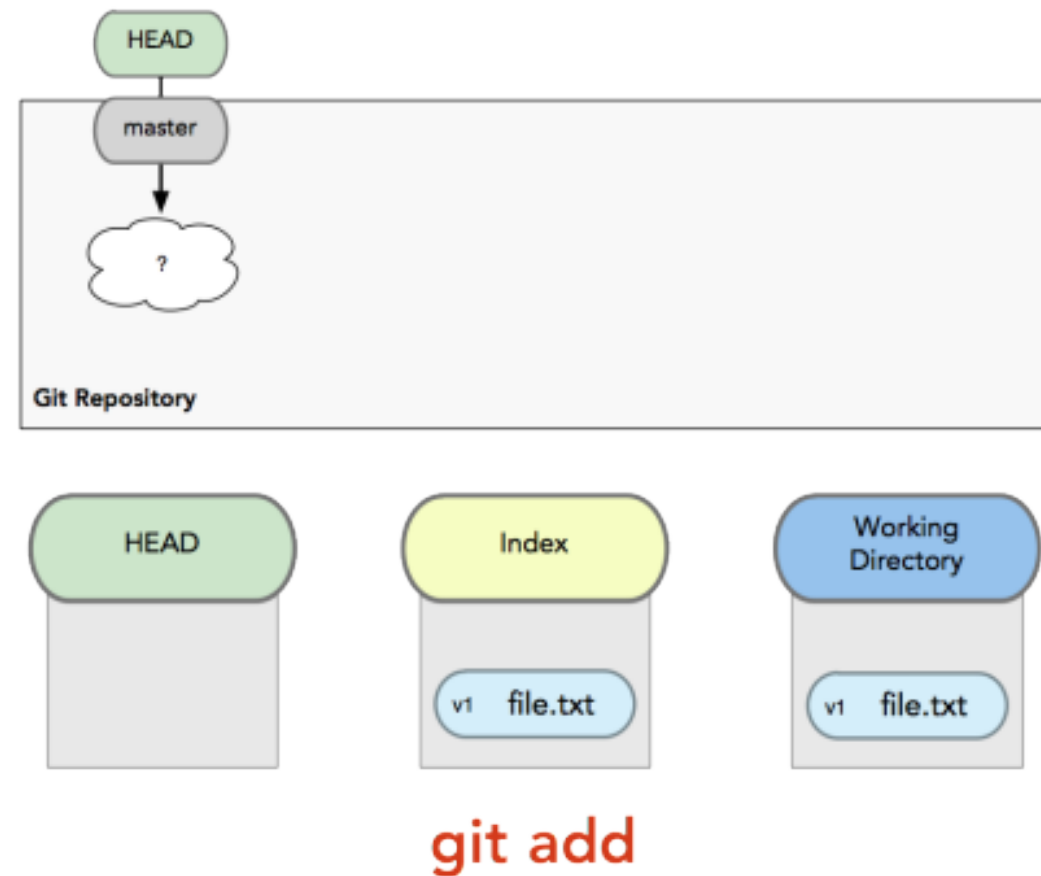 HEAD
master
?
Git Repository
HEAD
Index
Working
Directory
v1 file.txt
v1 file.txt
git add